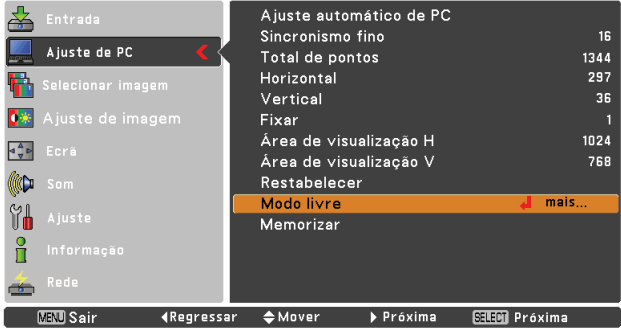 Entrada
Ajuste de PC
Selecionar imagem
Ajuste de imagem
Ecrã
Som
Ajuste
Informação
Rede
Ajuste automático de PC
Sincronismo fino 16
Total de pontos 1344
Horizontal 297
Vertical 36
Fixar 1
Área de visualização H 1024
Área de visualização V 768
Restabelecer
Modo livre mais...
Memorizar
MENU Sair Regressar Mover Próxima SELECT Próxima